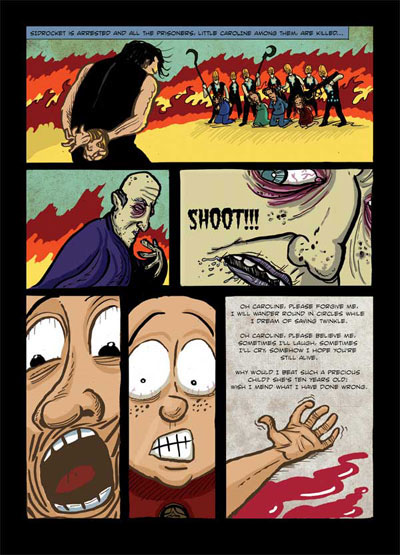 SIDROCKET IS ARRESTED AND ALL THE PRISONERS, LITTLE CAROLINE AMONG THEM, ARE KILLED...
SHOOT!!!
OH CAROLINE, PLEASE FORGIVE ME.
I WILL WANDER ROUND IN CIRCLES WHILE
I DREAM OF SAVING TWINKLE.
OH CAROLINE, PLEASE BELIEVE ME.
SOMETIMES I'LL LAUGH, SOMETIMES
I'LL CRY. SOMEHOW I HOPE YOU'RE
STILL ALIVE.
WHY WOULD I BEAT SUCH A PRECIOUS
CHILD? SHE'S TEN YEARS OLD;
WISH I MEND WHAT I HAVE DONE WRONG.